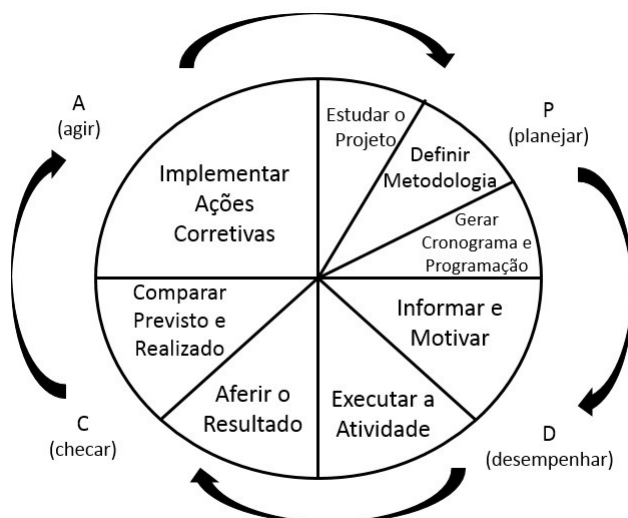 A
(agir)
P
(planejar)
Estudar o
Projeto
Definir
Metodologia
Gerar
Cronograma e
Programação
Implementar
Ações
Corretivas
Informar e
Motivar
Executar a
Atividade
Aferir o
Resultado
Comparar
Previsto e
Realizado
C
(checar)
D
(desempenhar)